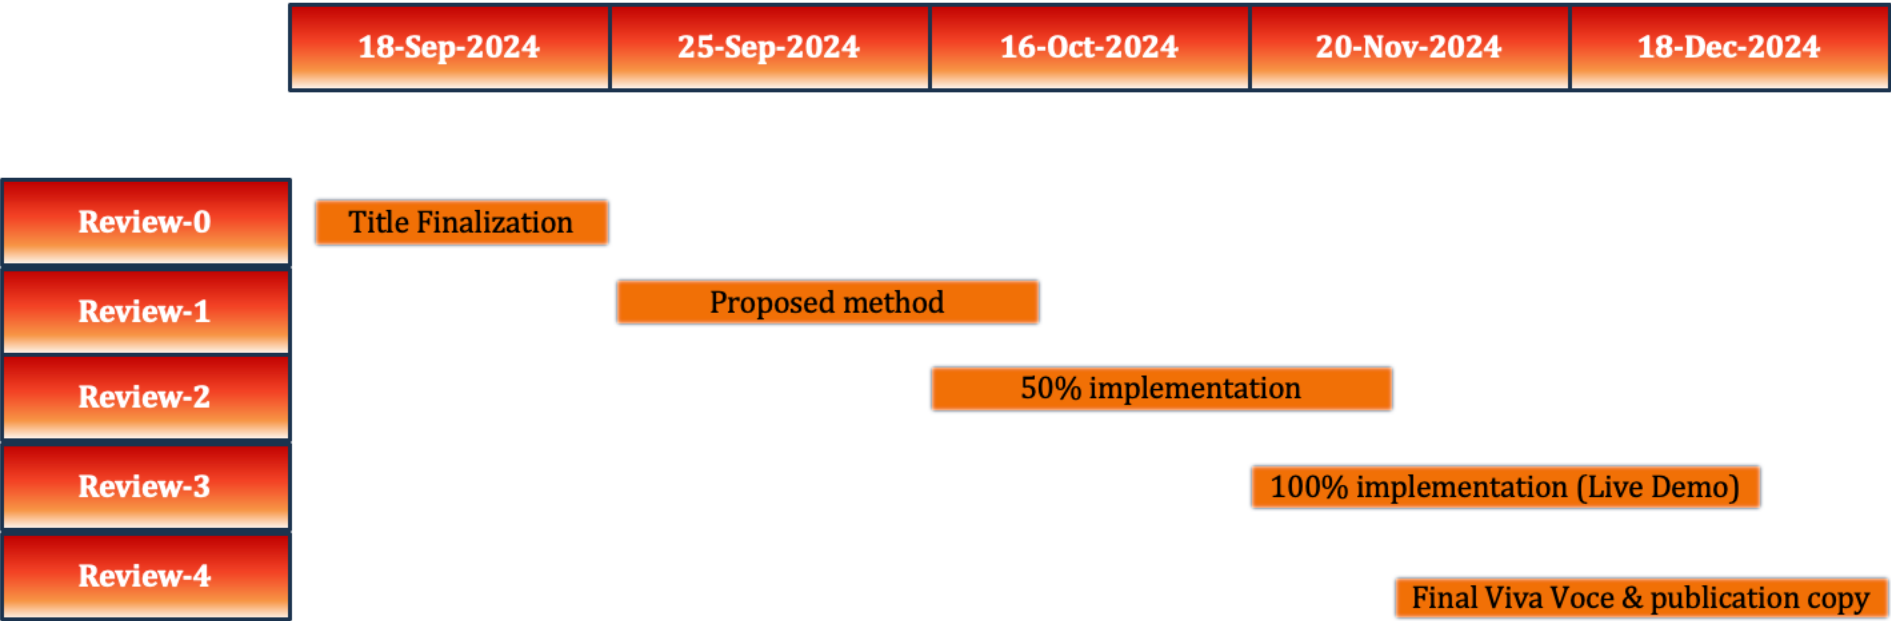 18-Sep-2024 25-Sep-2024 16-Oct-2024 20-Nov-2024 18-Dec-2024
Review-0 Title Finalization
Review-1 Proposed method
Review-2 50% implementation
Review-3 100% implementation (Live Demo)
Review-4 Final Viva Voce & publication copy